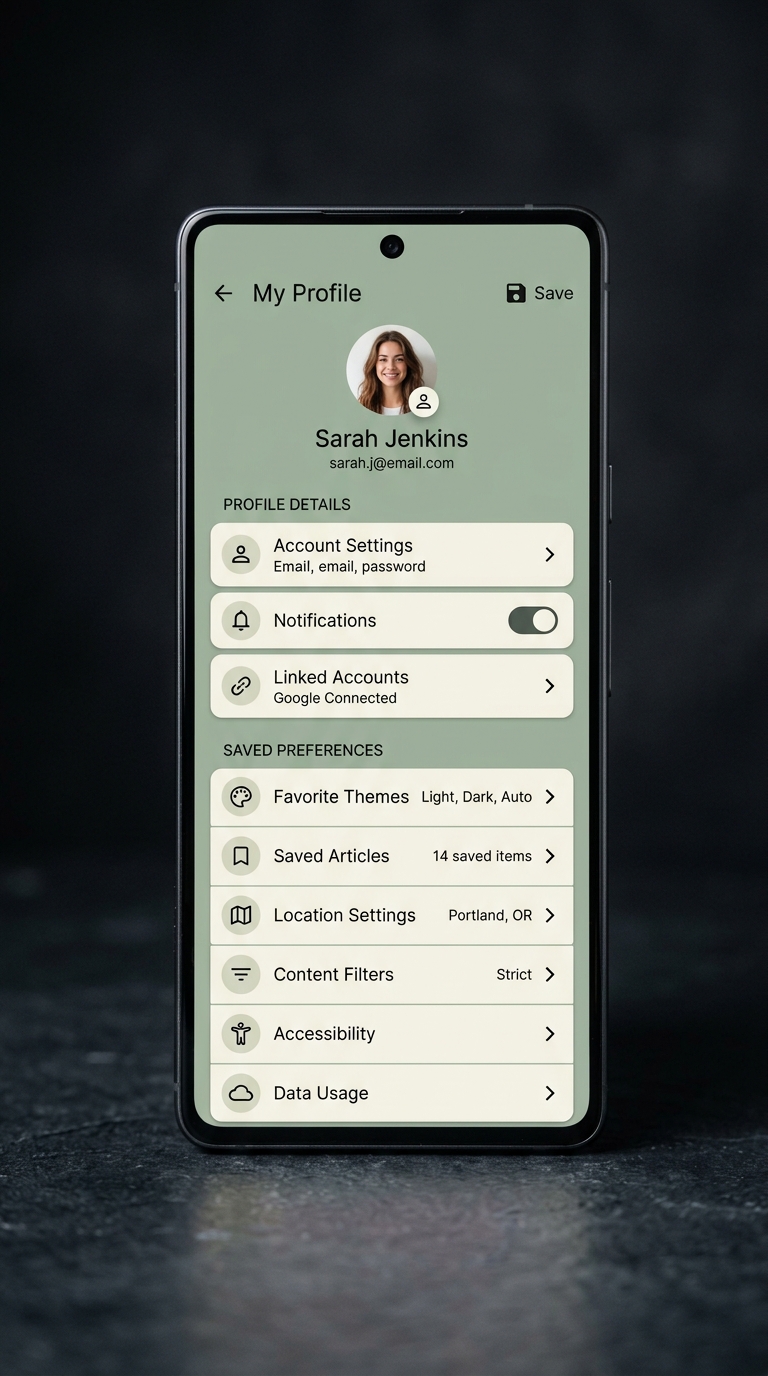 My Profile
Save
Sarah Jenkins
sarah.j@email.com
PROFILE DETAILS
Account Settings
Email, email, password
Notifications
Linked Accounts
Google Connected
SAVED PREFERENCES
Favorite Themes Light, Dark, Auto
Saved Articles 14 saved items
Location Settings Portland, OR
Content Filters Strict
Accessibility
Data Usage